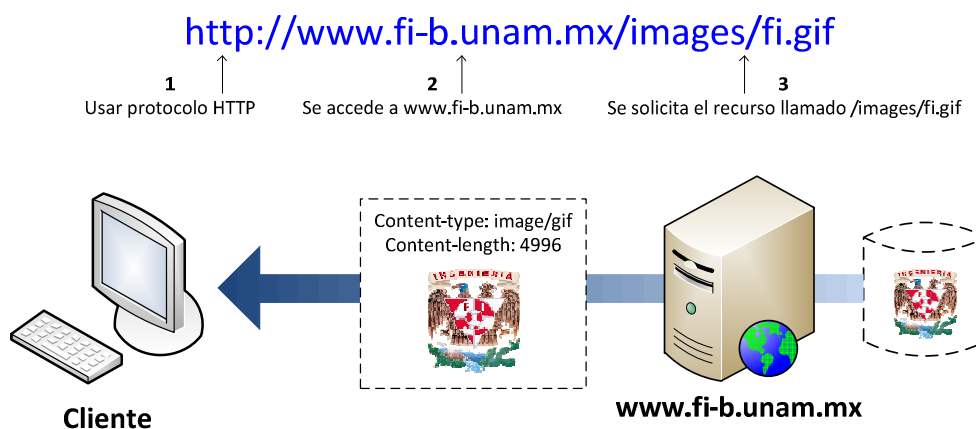 http://www.fi-b.unam.mx/images/fi.gif
1
Usar protocolo HTTP
2
Se accede a www.fi-b.unam.mx
3
Se solicita el recurso llamado /images/fi.gif
Content-type: image/gif
Content-length: 4996
INGENIERIA
INGENIERIA
Cliente
www.fi-b.unam.mx